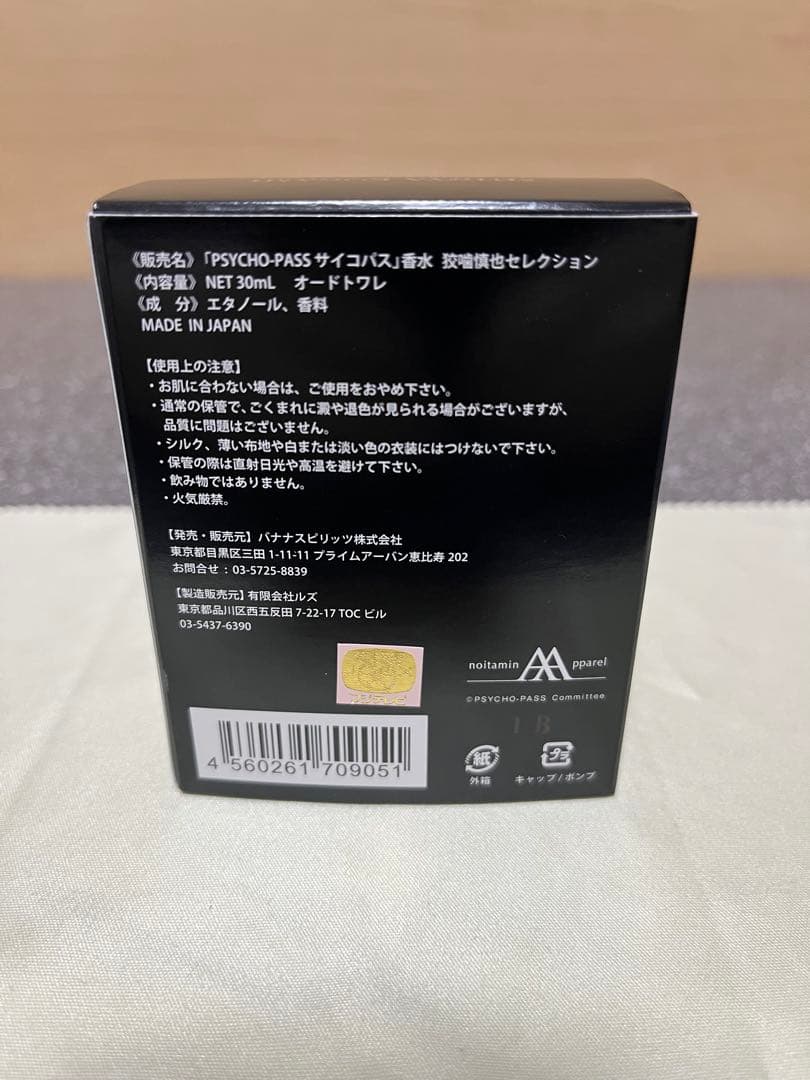 《販売名》「PSYCHO-PASS サイコパス」香水 狡噛慎也セレクション
《内容量》 NET 30mL オードトワレ
《成 分》エタノール、香料
MADE IN JAPAN
【使用上の注意】
・お肌に合わない場合は、ご使用をおやめ下さい。
・通常の保管で、ごくまれに澱や退色が見られる場合がございますが、
品質に問題はございません。
・シルク、薄い布地や白または淡い色の衣装にはつけないで下さい。
・保管の際は直射日光や高温を避けて下さい。
・飲み物ではありません。
・火気厳禁。
【発売・販売元】バナナスピリッツ株式会社
東京都目黒区三田 1-11-11 プライムアーバン恵比寿 202
お問合せ：03-5725-8839
【製造販売元】有限会社ルズ
東京都品川区西五反田 7-22-17 TOC ビル
03-5437-6390
フジテレビ
noitamin AA pparel
©PSYCHO-PASS Committee
4 560261 709051
紙
外箱
プラ
キャップ/ポンプ